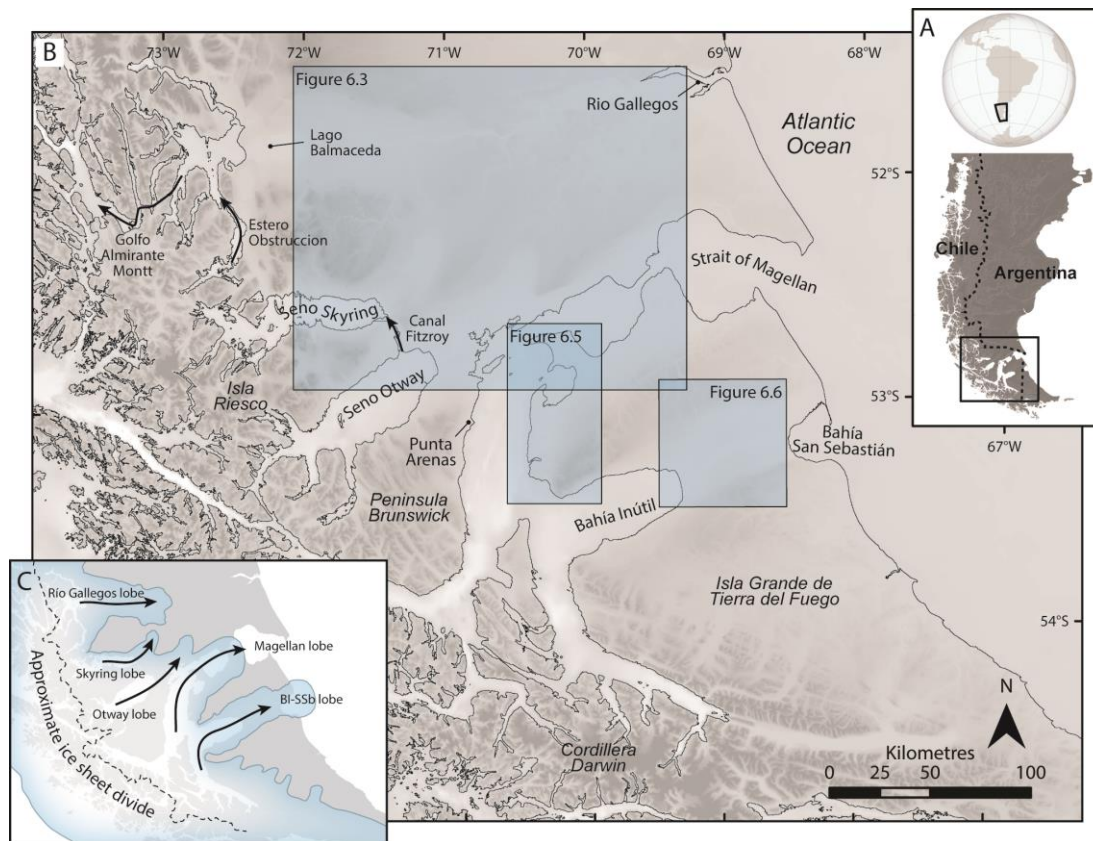 B
73°W
72°W
71°W
70°W
69°W
68°W
A
Figure 6.3
Rio Gallegos
Atlantic
Ocean
Lago
Balmaceda
52°S
Golfo
Almirante
Montt
Estero
Obstruccion
Strait of Magellan
Chile
Argentina
Seno Skyring
Canal
Fitzroy
Figure 6.5
Isla
Riesco
Seno Otway
Figure 6.6
53°S
67°W
Punta
Arenas
Bahía
San Sebastián
Peninsula
Brunswick
Bahía Inútil
Isla Grande de
Tierra del Fuego
54°S
C
Río Gallegos lobe
Magellan lobe
Skyring lobe
Otway lobe
BI-SSb lobe
Approximate ice sheet divide
Cordillera
Darwin
N
Kilometres
0 25 50 100